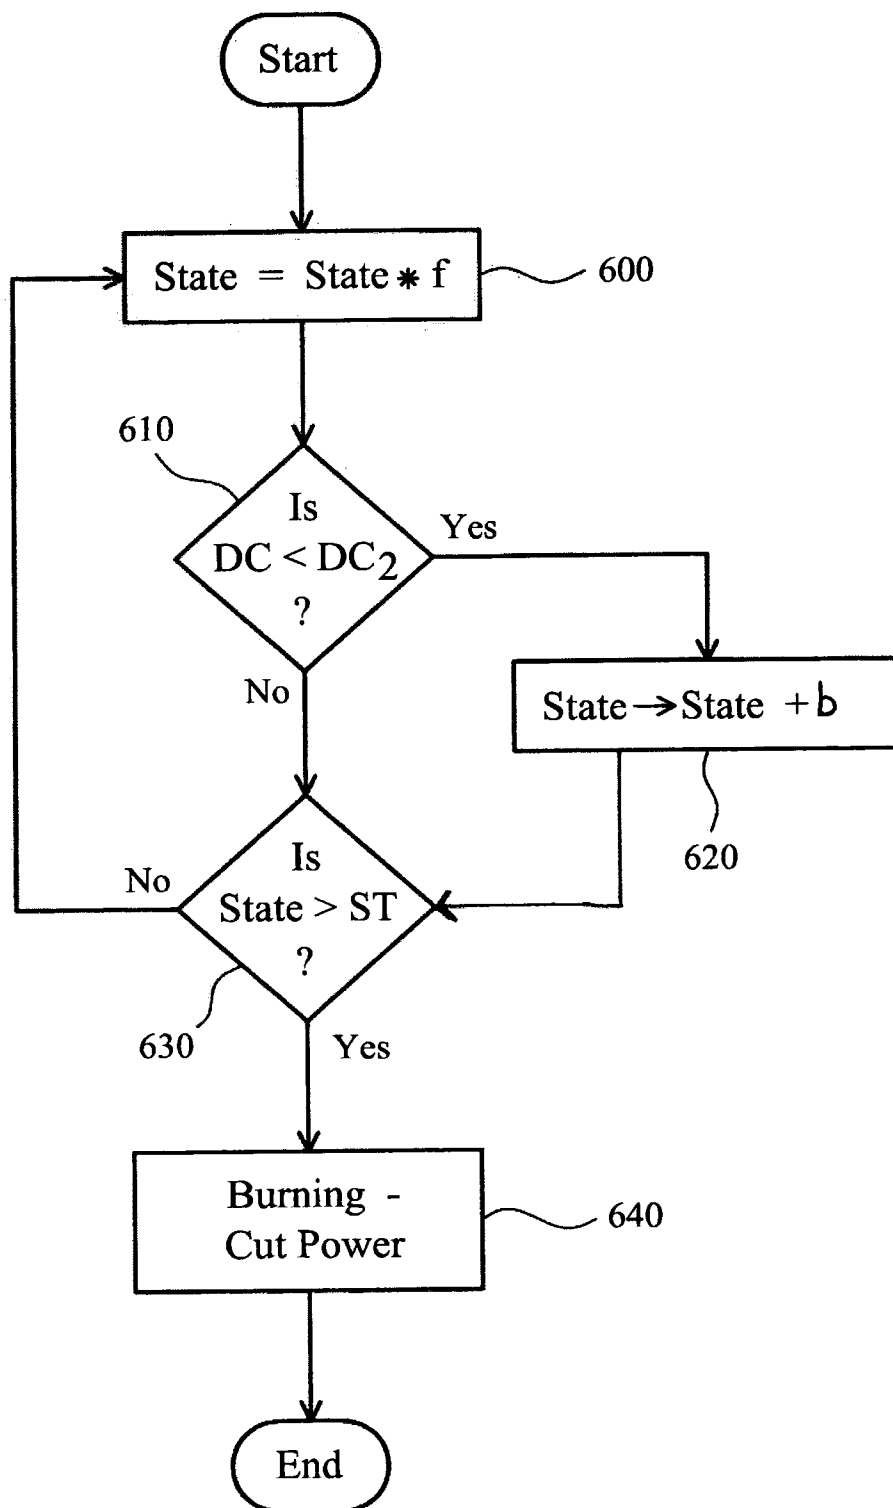 Start
State = State * f
600
610
Is
DC < DC2
?
Yes
No
State→State + b
620
Is
State > ST
?
No
630
Yes
Burning -
Cut Power
640
End